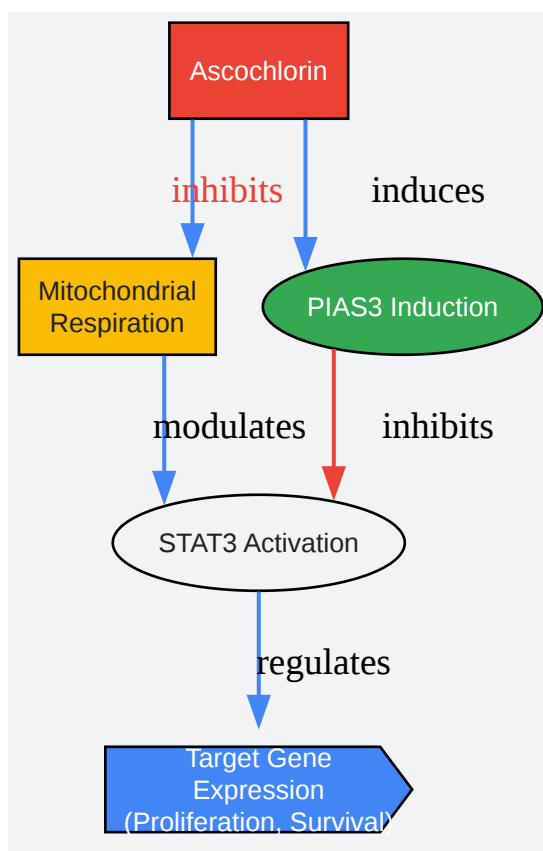 Ascochlorin
inhibits
induces
Mitochondrial
Respiration
PIAS3 Induction
modulates
inhibits
STAT3 Activation
regulates
Target Gene
Expression
(Proliferation, Survival)